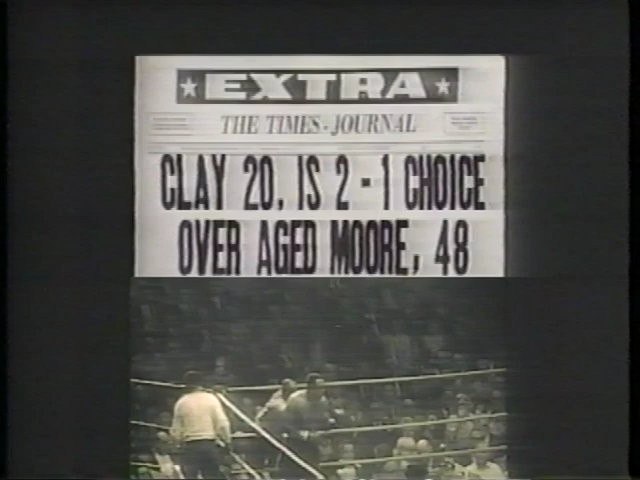 EXTRA
THE TIMES-JOURNAL
CLAY 20, IS 2-1 CHOICE
OVER AGED MOORE, 48